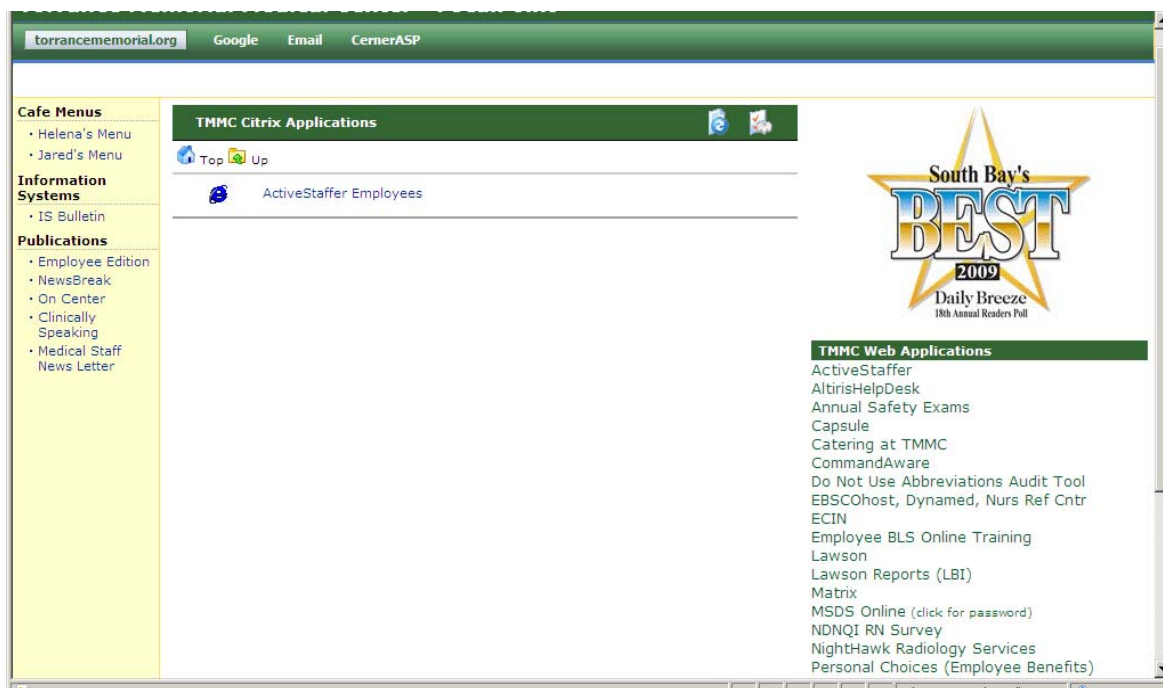 torrancememorial.org Google Email CernerASP
Cafe Menus
• Helena's Menu
• Jared's Menu
Information
Systems
• IS Bulletin
Publications
• Employee Edition
• NewsBreak
• On Center
• Clinically
Speaking
• Medical Staff
News Letter
TMMC Citrix Applications
Top Up
ActiveStaffer Employees
South Bay's
BEST
2009
Daily Breeze
18th Annual Readers Poll
TMMC Web Applications
ActiveStaffer
AltirisHelpDesk
Annual Safety Exams
Capsule
Catering at TMMC
CommandAware
Do Not Use Abbreviations Audit Tool
EBSCOhost, Dynamed, Nurs Ref Cntr
ECIN
Employee BLS Online Training
Lawson
Lawson Reports (LBI)
Matrix
MSDS Online (click for password)
NDNQI RN Survey
NightHawk Radiology Services
Personal Choices (Employee Benefits)